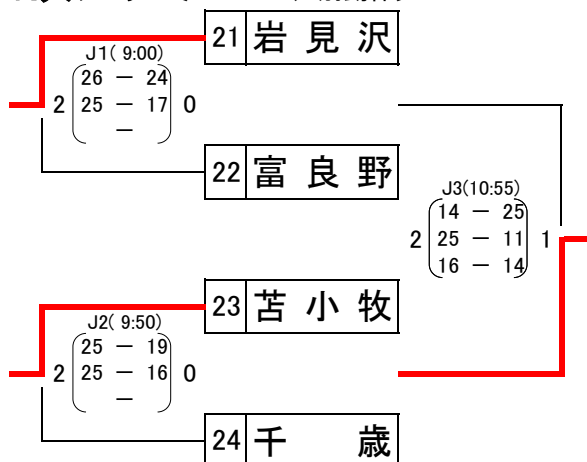 21 岩見沢
J1( 9:00)
26 － 24
2 25 － 17 0
－
22 富良野
J3(10:55)
14 － 25
2 25 － 11 1
16 － 14
23 苫小牧
J2( 9:50)
25 － 19
2 25 － 16 0
－
24 千歳